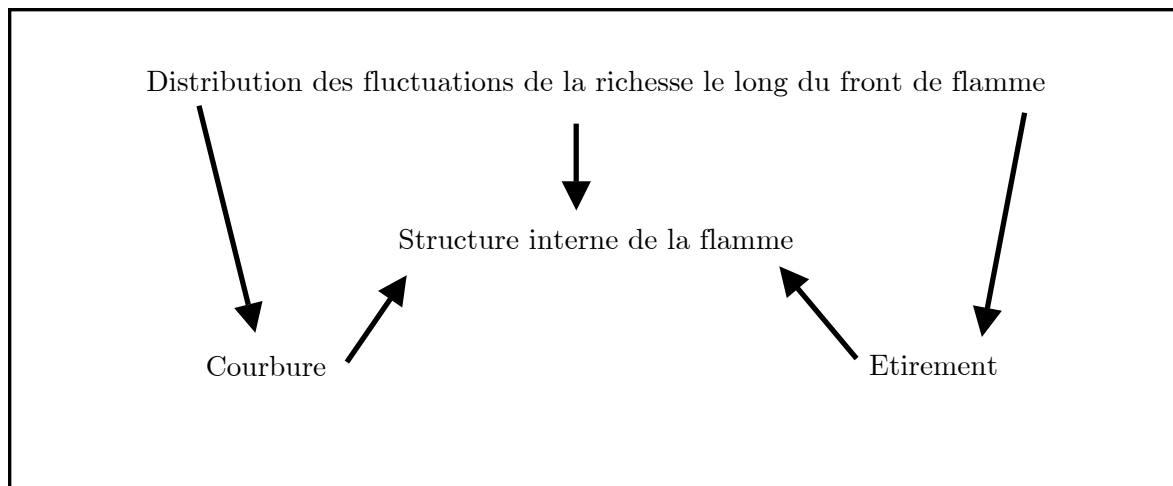 Distribution des fluctuations de la richesse le long du front de flamme
Structure interne de la flamme
Courbure
Etirement